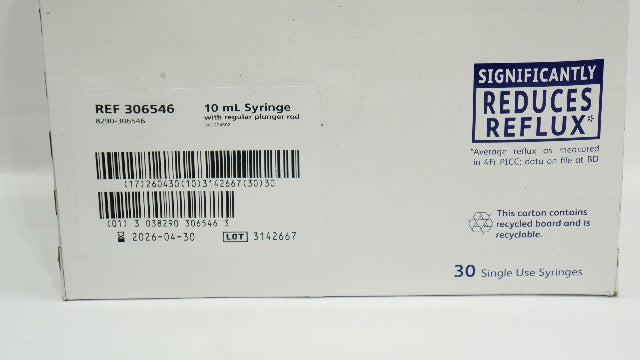 REF 306546
8290-306546
10 mL Syringe
with regular plunger rod
(17)260430(10)3142667(30)30
(01) 3 038290 306546 3
2026-04-30
LOT 3142667
SIGNIFICANTLY
REDUCES
REFLUX*
*Average reflux as measured
in 4Fr PICC; data on file at BD
This carton contains
recycled board and is
recyclable.
30 Single Use Syringes